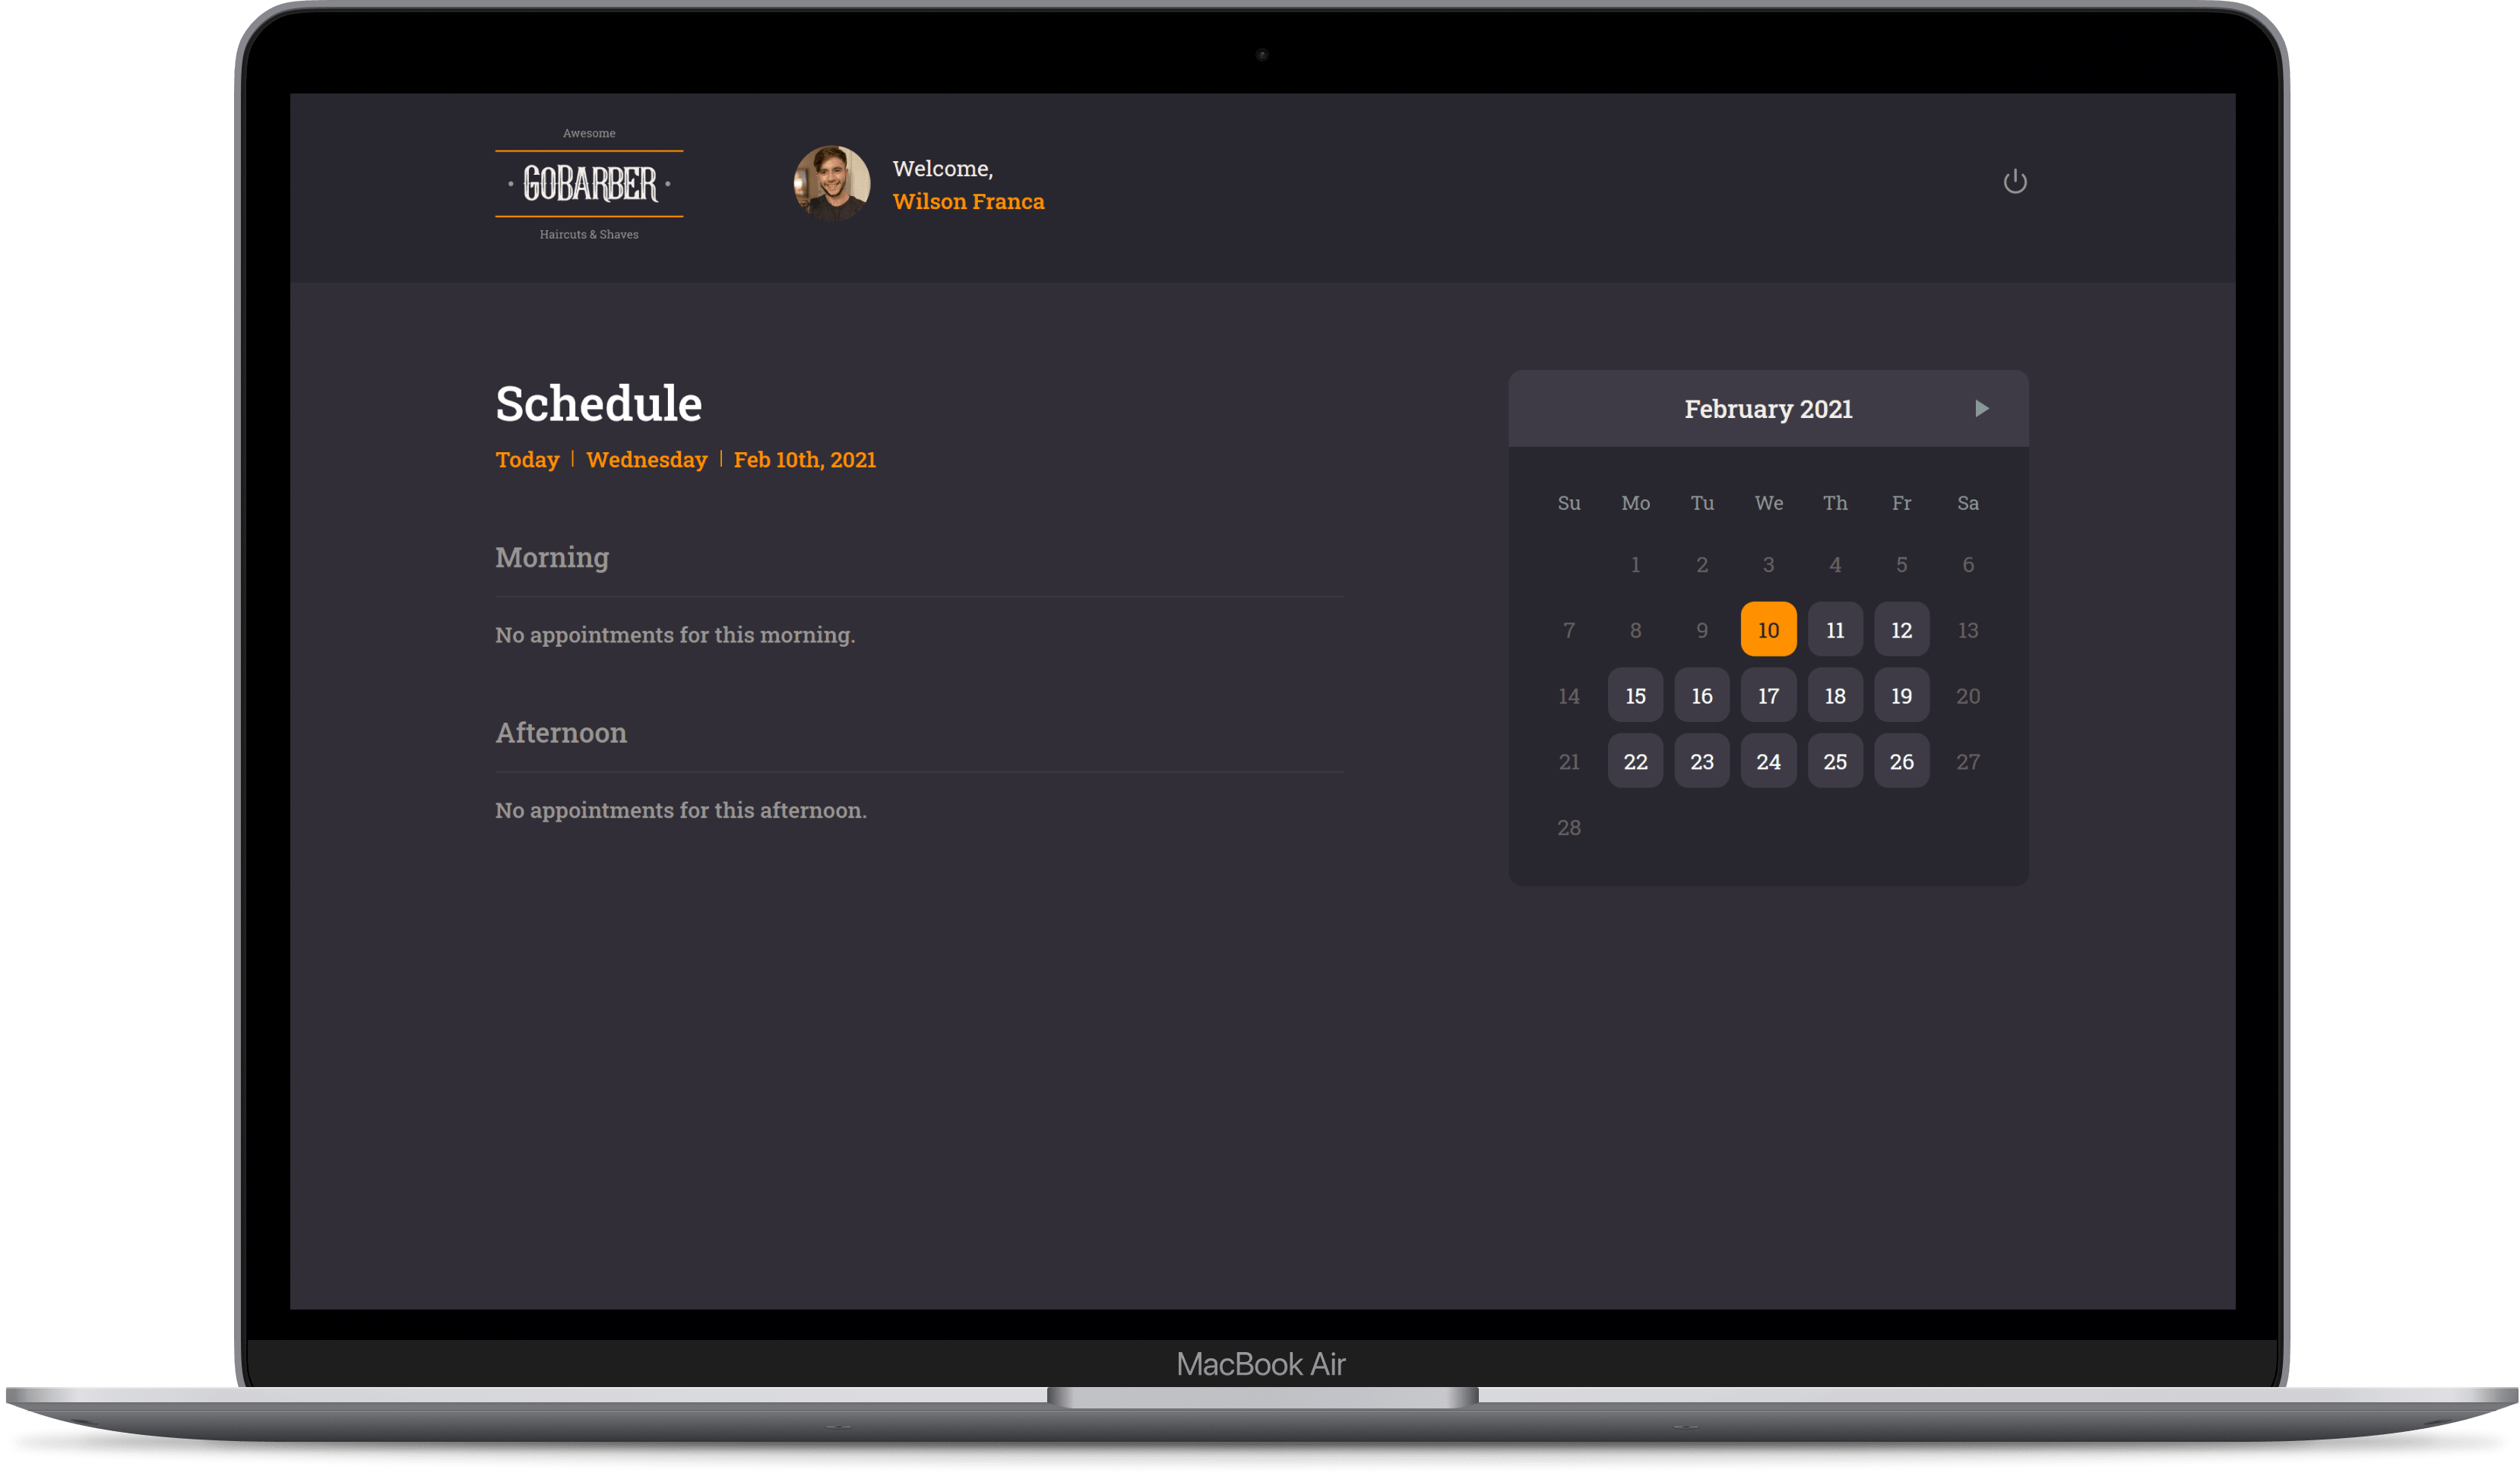 Awesome
· GOBARBER ·
Haircuts & Shaves
Welcome,
Wilson Franca
Schedule
Today | Wednesday | Feb 10th, 2021
Morning
No appointments for this morning.
Afternoon
No appointments for this afternoon.
February 2021
Su Mo Tu We Th Fr Sa
1 2 3 4 5 6
7 8 9 10 11 12 13
14 15 16 17 18 19 20
21 22 23 24 25 26 27
28
MacBook Air